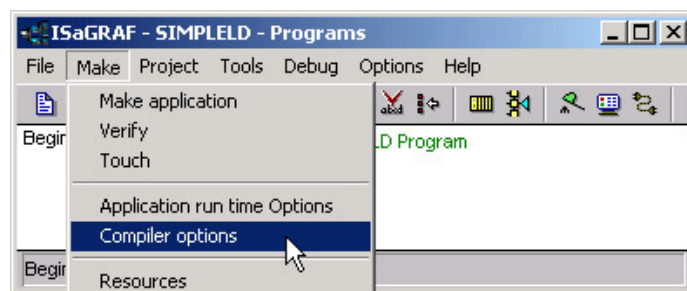 ISaGRAF - SIMPLELD - Programs
File Make Project Tools Debug Options Help
Make application
Verify
Touch
Application run time Options
Compiler options
Resources
Begin
LD Program
Begin